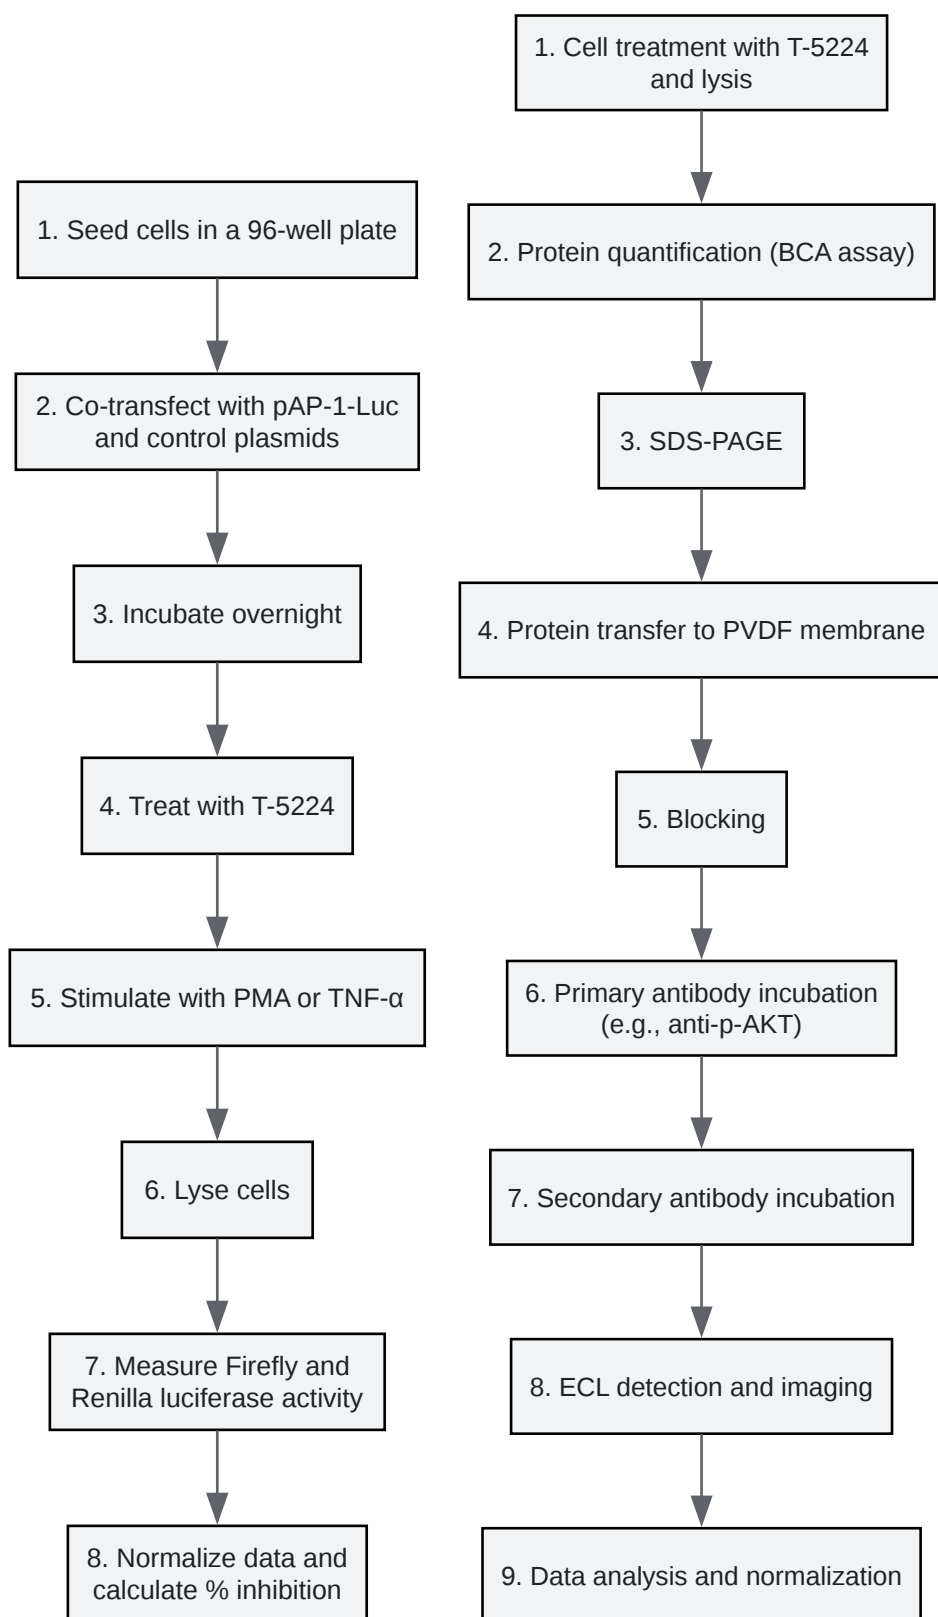 1. Seed cells in a 96-well plate
2. Co-transfect with pAP-1-Luc
and control plasmids
3. Incubate overnight
4. Treat with T-5224
5. Stimulate with PMA or TNF-α
6. Lyse cells
7. Measure Firefly and
Renilla luciferase activity
8. Normalize data and
calculate % inhibition
1. Cell treatment with T-5224
and lysis
2. Protein quantification (BCA assay)
3. SDS-PAGE
4. Protein transfer to PVDF membrane
5. Blocking
6. Primary antibody incubation
(e.g., anti-p-AKT)
7. Secondary antibody incubation
8. ECL detection and imaging
9. Data analysis and normalization